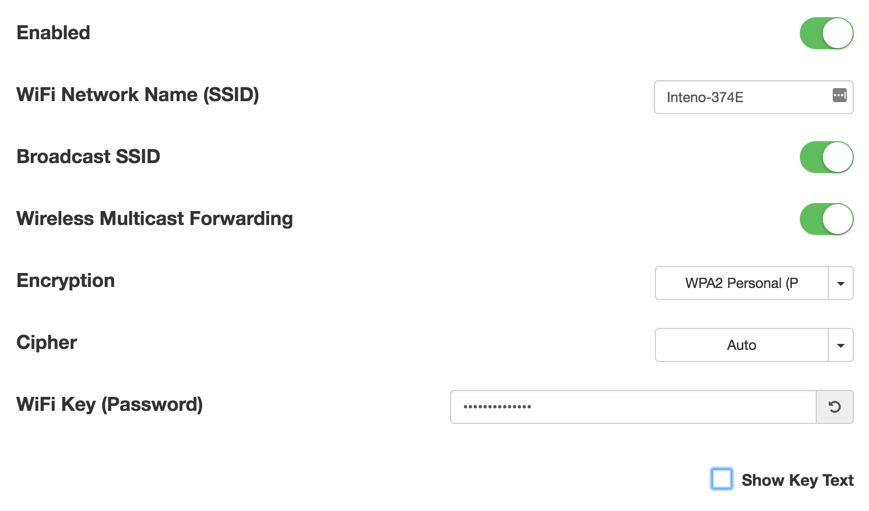 Enabled
WiFi Network Name (SSID)
Inteno-374E
Broadcast SSID
Wireless Multicast Forwarding
Encryption
WPA2 Personal (P
Cipher
Auto
WiFi Key (Password)
••••••••••••••
Show Key Text